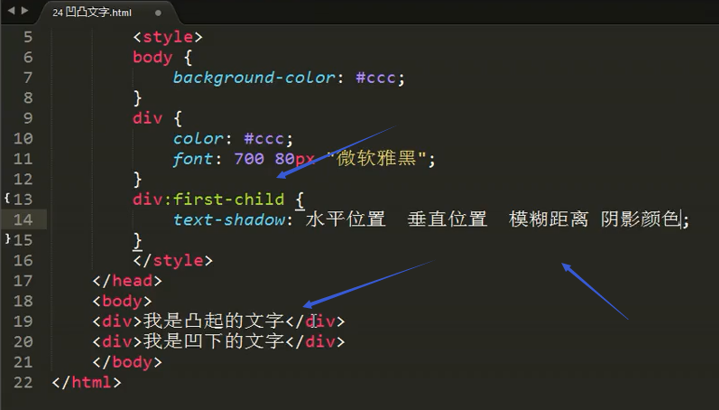 24 凹凸文字.html
5 <style>
6 body {
7 background-color: #ccc;
8 }
9 div {
10 color: #ccc;
11 font: 700 80px "微软雅黑";
12 }
13 div:first-child {
14 text-shadow: 水平位置 垂直位置 模糊距离 阴影颜色;
15 }
16 </style>
17 </head>
18 <body>
19 <div>我是凸起的文字</div>
20 <div>我是凹下的文字</div>
21 </body>
22 </html>